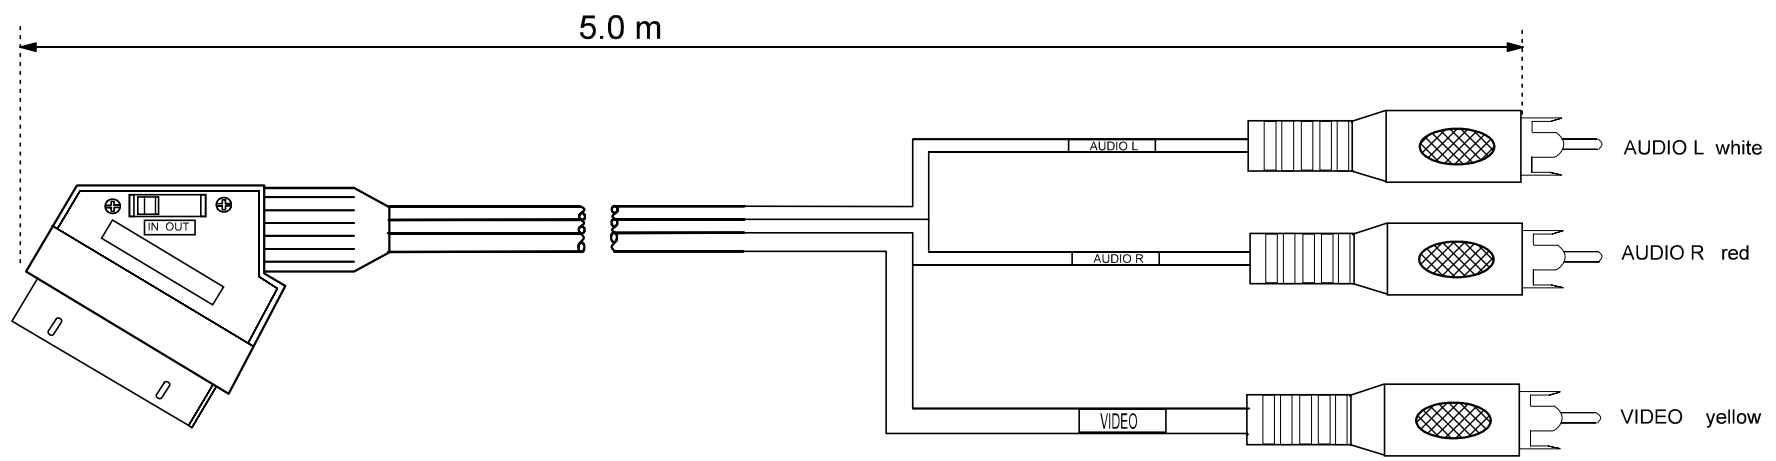 5.0 m
AUDIO L
AUDIO L white
IN OUT
AUDIO R
AUDIO R red
VIDEO
VIDEO yellow